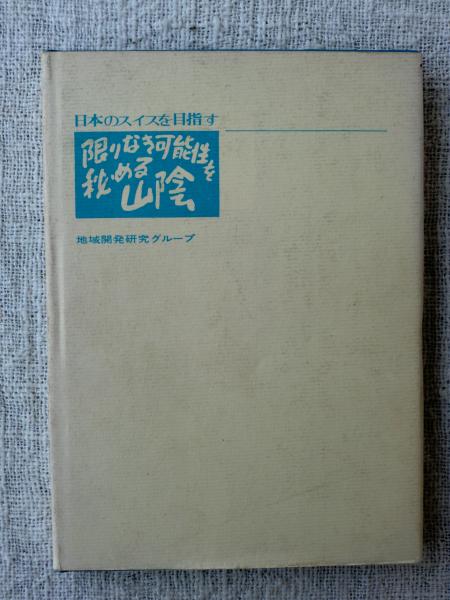 日本のスイスを目指す
限りなき可能性を
秘める山陰
地域開発研究グループ